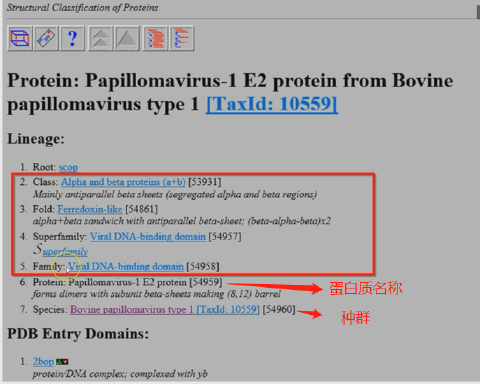 Structural Classification of Proteins
?
Protein: Papillomavirus-1 E2 protein from Bovine
papillomavirus type 1 [TaxId: 10559]
Lineage:
1. Root: scop
2. Class: Alpha and beta proteins (a+b) [53931]
Mainly antiparallel beta sheets (segregated alpha and beta regions)
3. Fold: Ferredoxin-like [54861]
alpha+beta sandwich with antiparallel beta-sheet; (beta-alpha-beta)x2
4. Superfamily: Viral DNA-binding domain [54957]
Superfamily
5. Family: Viral DNA-binding domain [54958]
6. Protein: Papillomavirus-1 E2 protein [54959] 蛋白质名称
forms dimers with subunit beta-sheets making (8,12) barrel
7. Species: Bovine papillomavirus type 1 [TaxId: 10559] [54960] 种群
PDB Entry Domains:
1. 2bop
protein/DNA complex; complexed with yb